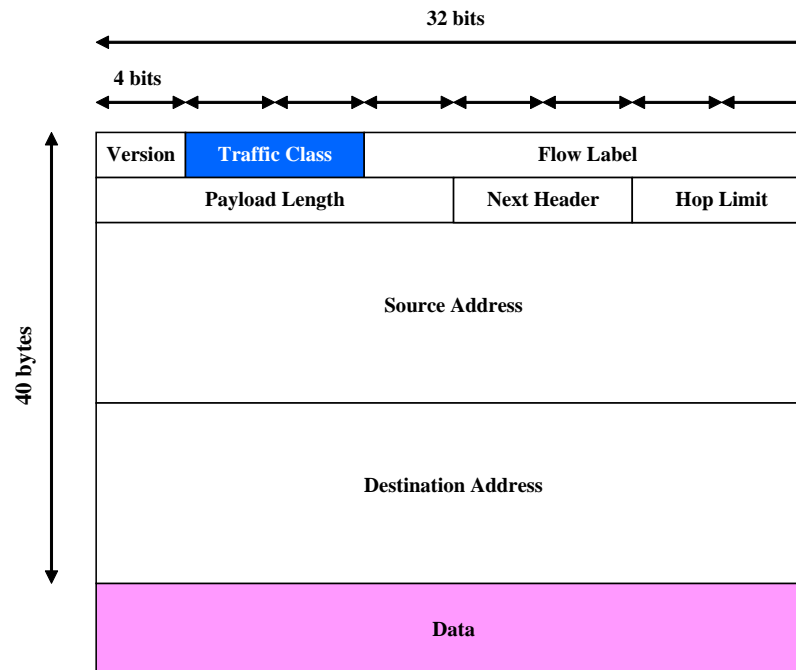 32 bits
4 bits
Version Traffic Class Flow Label
Payload Length Next Header Hop Limit
Source Address
40 bytes
Destination Address
Data